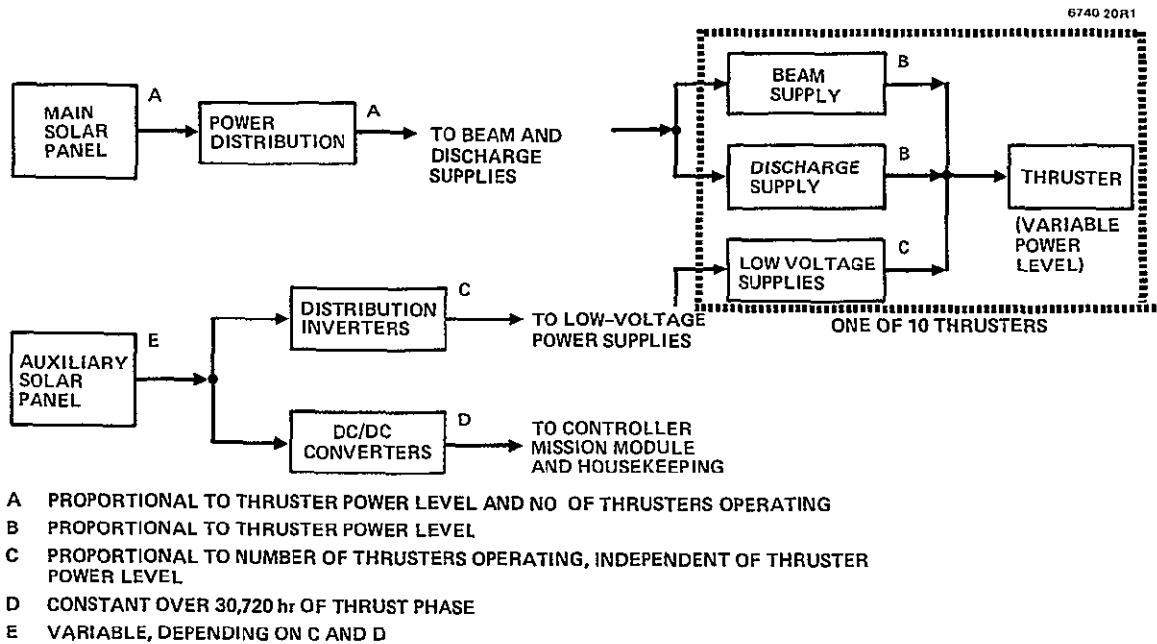 6740 20R1
MAIN
SOLAR
PANEL
A
POWER
DISTRIBUTION
A
TO BEAM AND
DISCHARGE
SUPPLIES
BEAM
SUPPLY
B
DISCHARGE
SUPPLY
B
LOW VOLTAGE
SUPPLIES
C
THRUSTER
(VARIABLE
POWER
LEVEL)
ONE OF 10 THRUSTERS
AUXILIARY
SOLAR
PANEL
E
DISTRIBUTION
INVERTERS
C
TO LOW-VOLTAGE
POWER SUPPLIES
DC/DC
CONVERTERS
D
TO CONTROLLER
MISSION MODULE
AND HOUSEKEEPING
A PROPORTIONAL TO THRUSTER POWER LEVEL AND NO OF THRUSTERS OPERATING
B PROPORTIONAL TO THRUSTER POWER LEVEL
C PROPORTIONAL TO NUMBER OF THRUSTERS OPERATING, INDEPENDENT OF THRUSTER
POWER LEVEL
D CONSTANT OVER 30,720 hr OF THRUST PHASE
E VARIABLE, DEPENDING ON C AND D